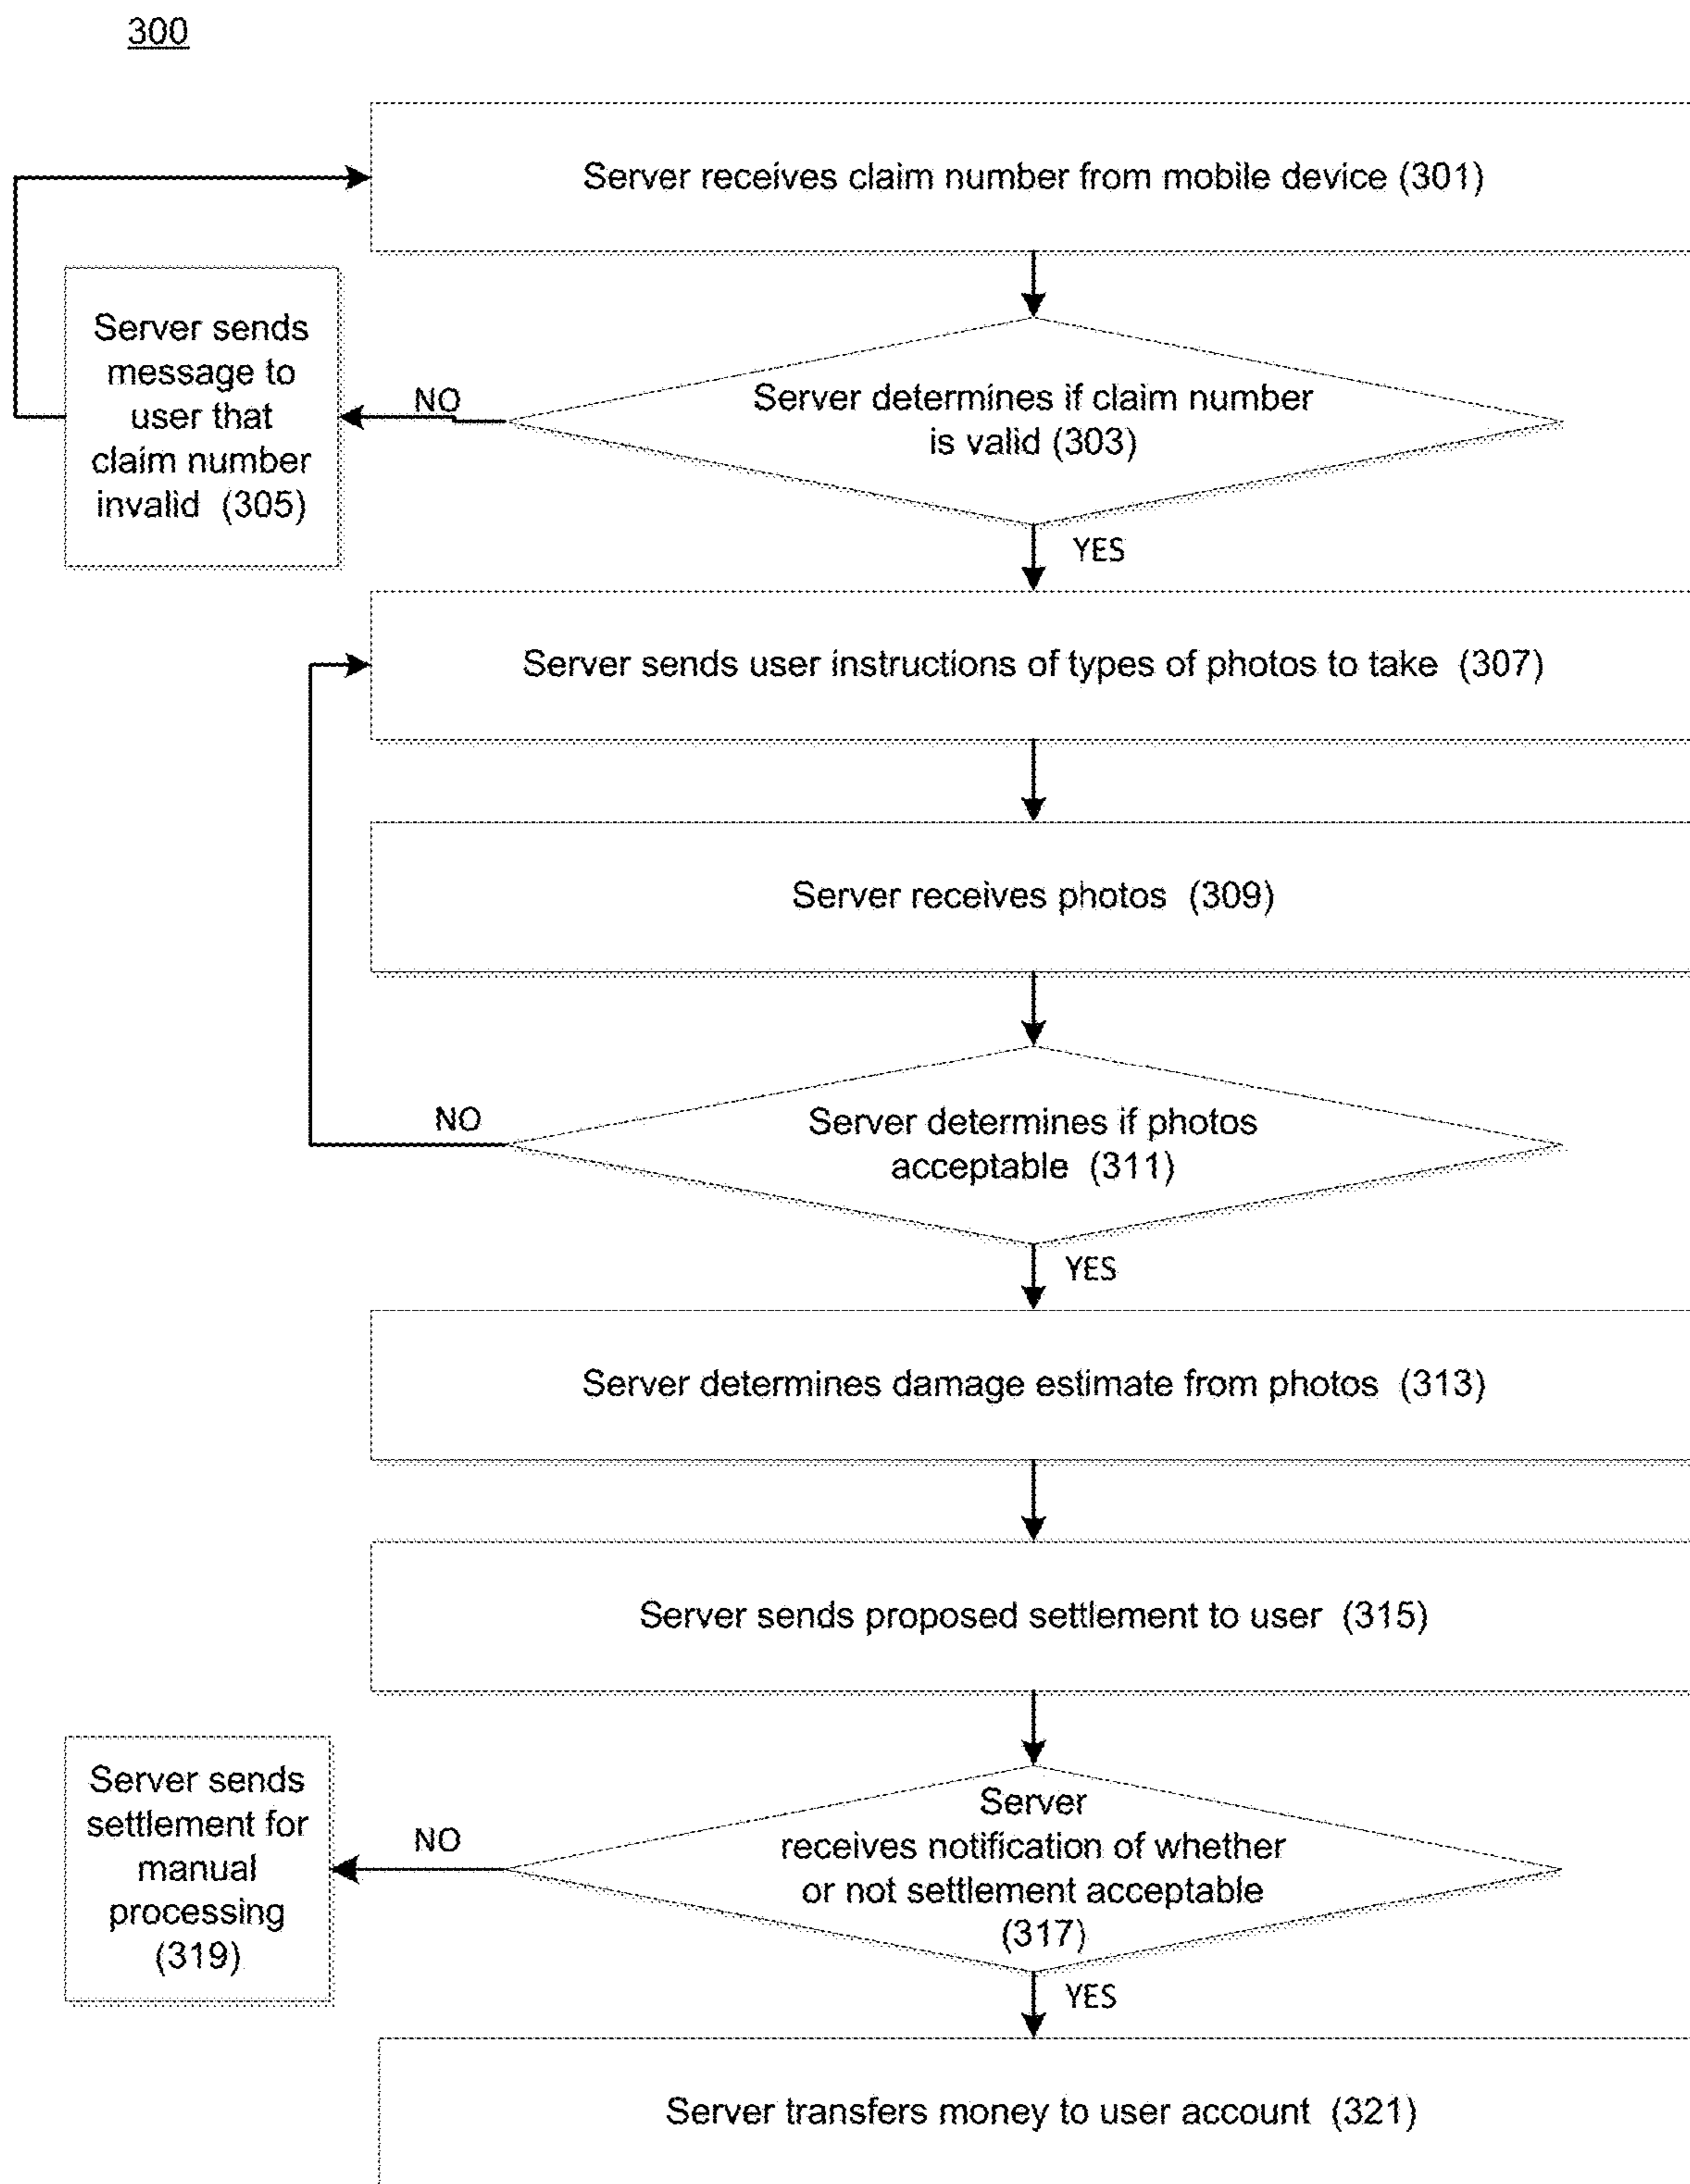 300
Server receives claim number from mobile device (301)
Server sends
message to
user that
claim number
invalid (305)
NO
Server determines if claim number
is valid (303)
YES
Server sends user instructions of types of photos to take (307)
Server receives photos (309)
NO
Server determines if photos
acceptable (311)
YES
Server determines damage estimate from photos (313)
Server sends proposed settlement to user (315)
Server sends
settlement for
manual
processing
(319)
NO
Server
receives notification of whether
or not settlement acceptable
(317)
YES
Server transfers money to user account (321)